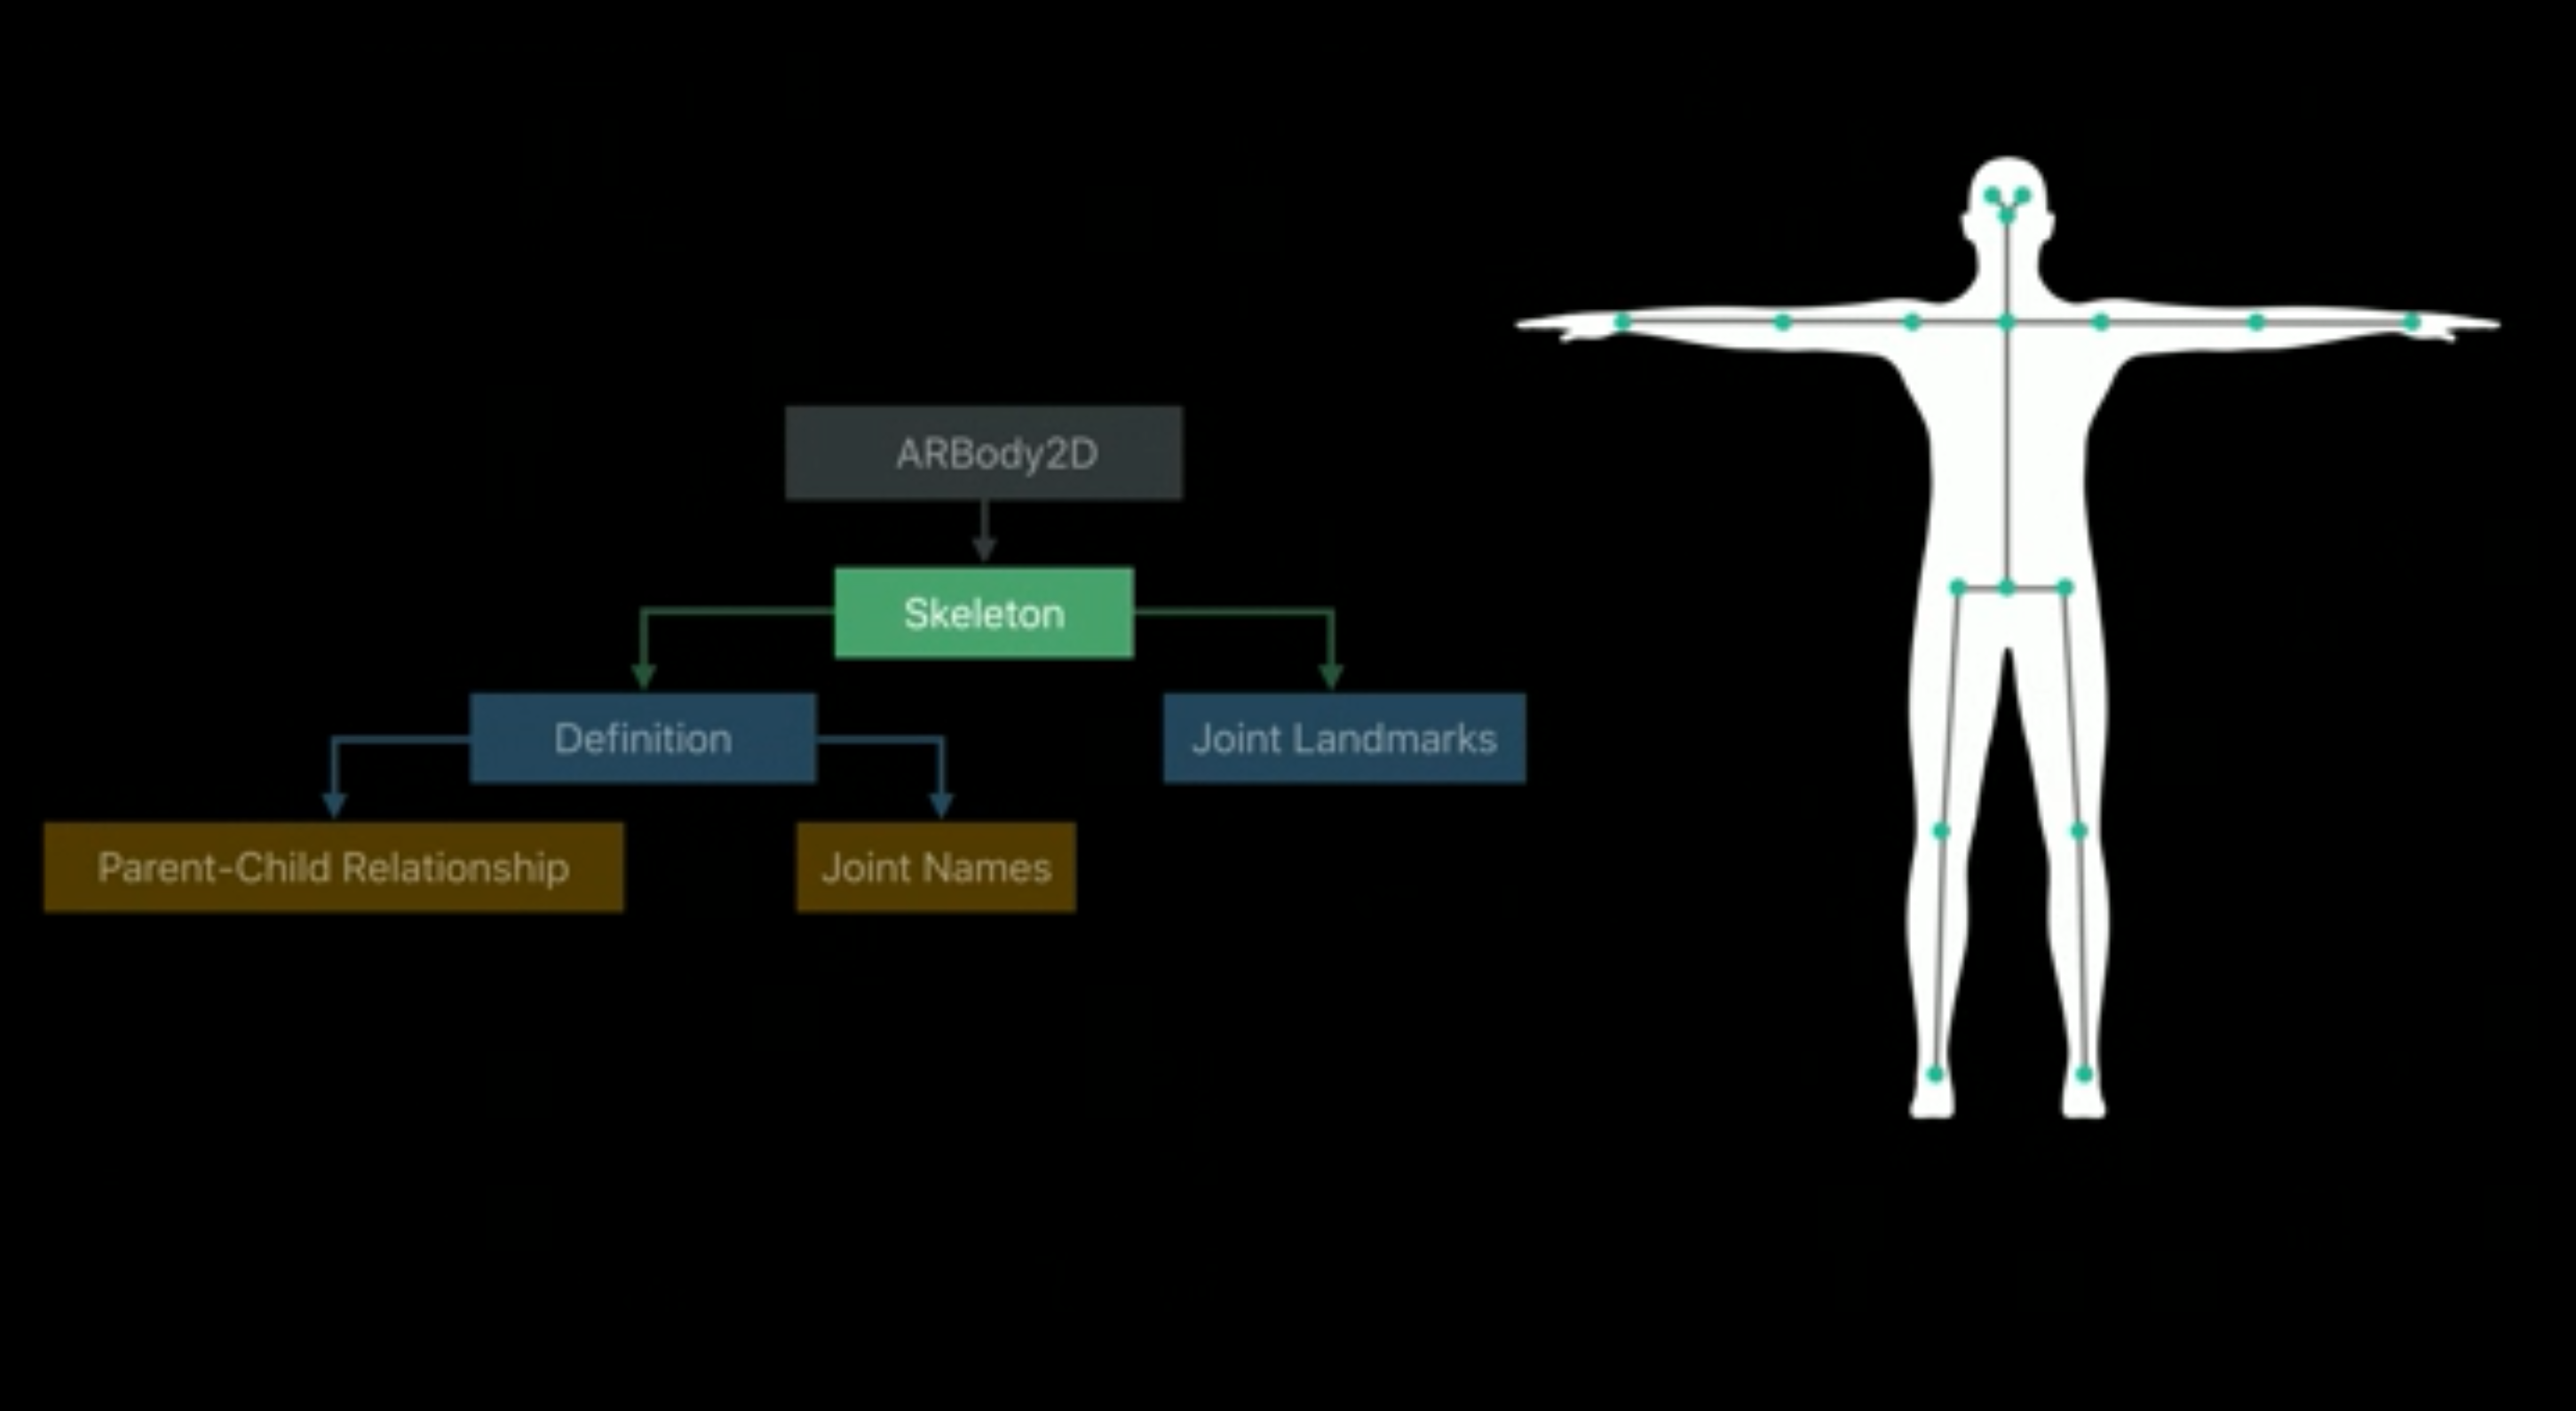 ARBody2D
Skeleton
Definition
Joint Landmarks
Parent-Child Relationship
Joint Names